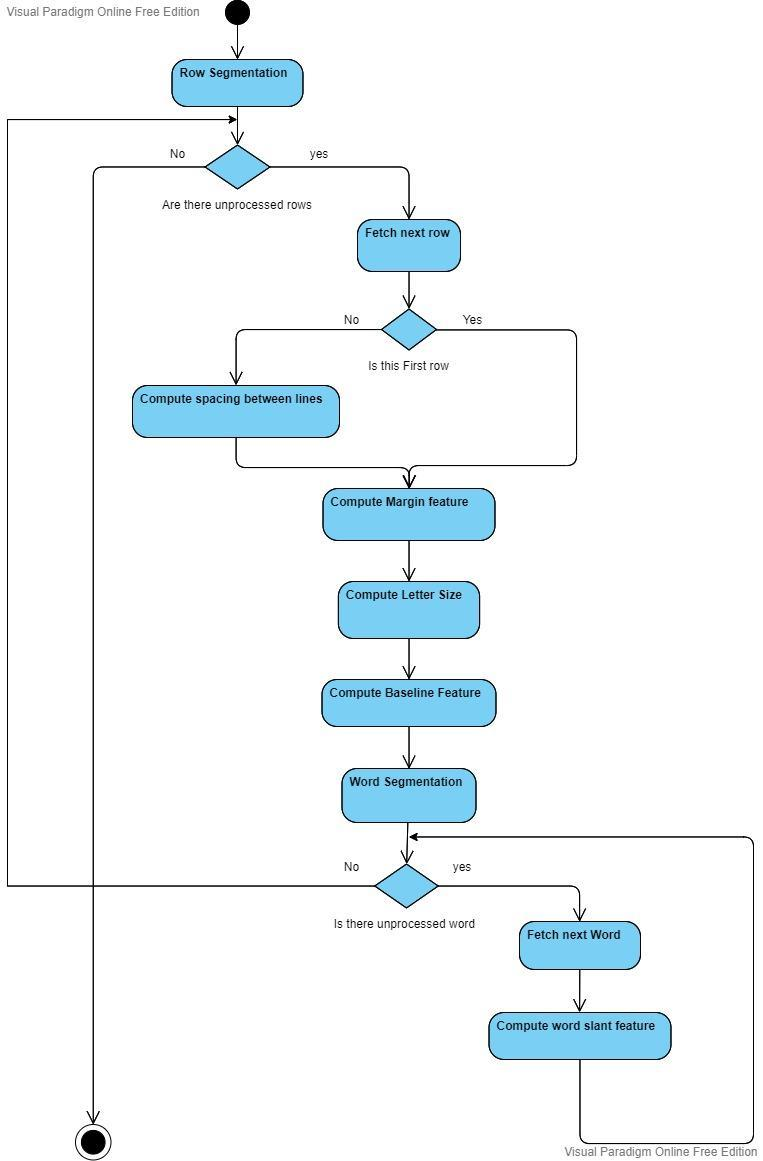 Visual Paradigm Online Free Edition
Row Segmentation
No
yes
Are there unprocessed rows
Fetch next row
No
Yes
Is this First row
Compute spacing between lines
Compute Margin feature
Compute Letter Size
Compute Baseline Feature
Word Segmentation
No
yes
Is there unprocessed word
Fetch next Word
Compute word slant feature
Visual Paradigm Online Free Edition